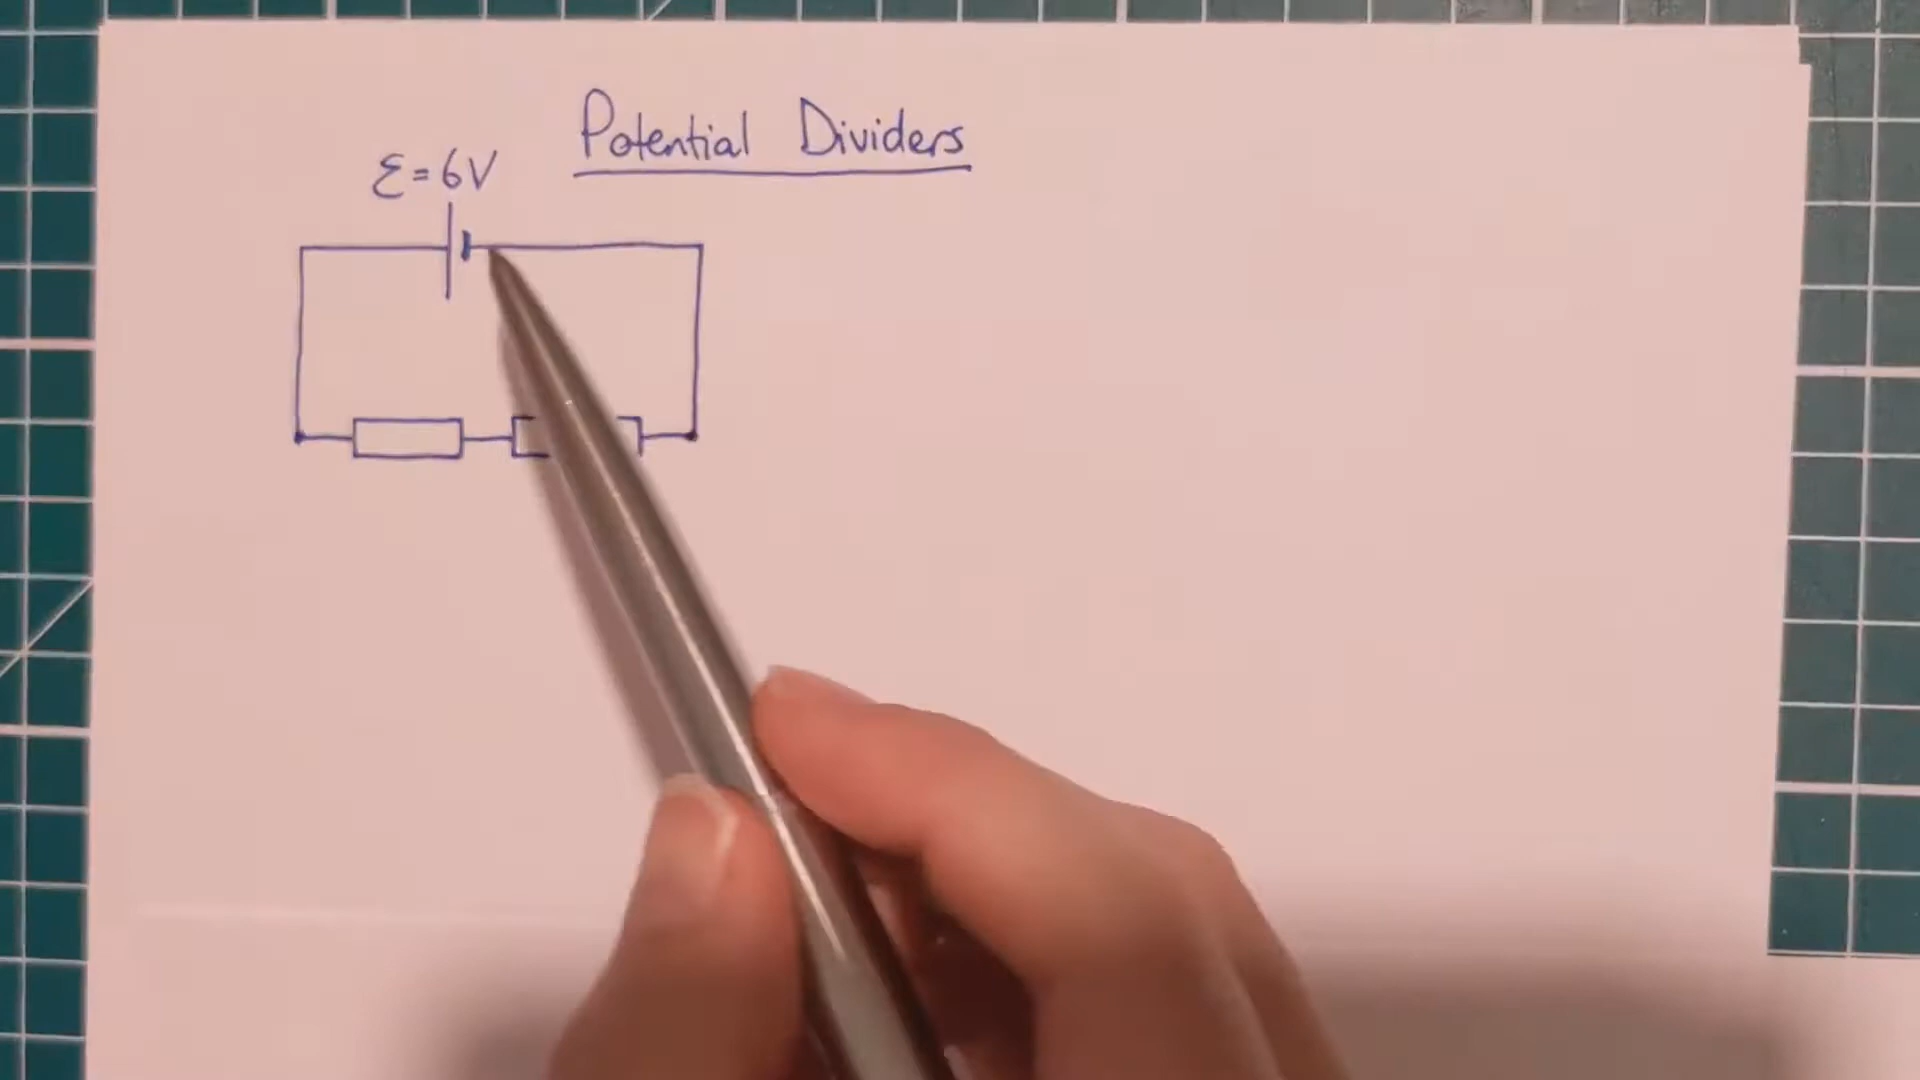 Potential Dividers
Ɛ = 6V